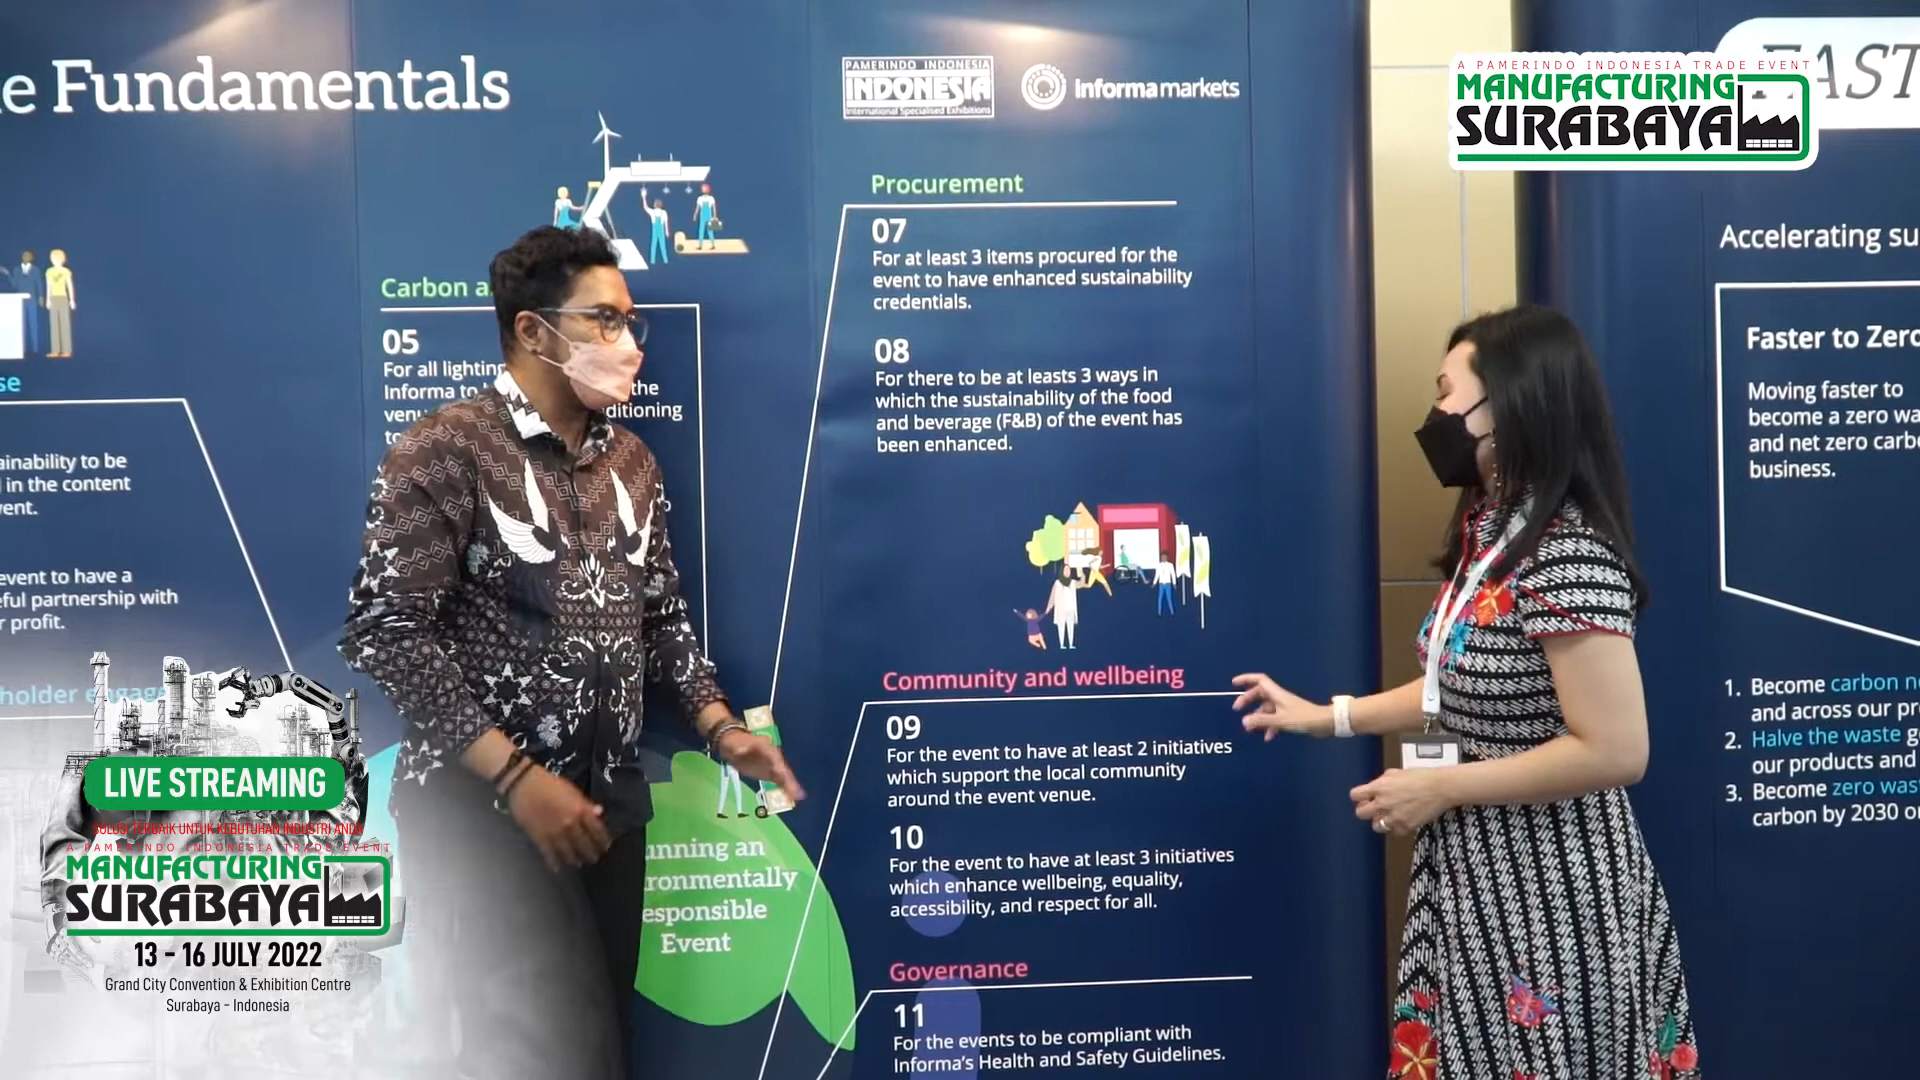 e Fundamentals
PAMERINDO INDONESIA
INDONESIA
International Specialised Exhibitions
informa markets
A PAMERINDO INDONESIA TRADE EVENT
MANUFACTURING
SURABAYA
FAST
Carbon a
05
For all lighting
Informa to
the
venu
ditioning
to
se
ainability to be
in the content
vent.
event to have a
eful partnership with
r profit.
holder engage
Procurement
07
For at least 3 items procured for the
event to have enhanced sustainability
credentials.
08
For there to be at leasts 3 ways in
which the sustainability of the food
and beverage (F&B) of the event has
been enhanced.
Community and wellbeing
09
For the event to have at least 2 initiatives
which support the local community
around the event venue.
10
For the event to have at least 3 initiatives
which enhance wellbeing, equality,
accessibility, and respect for all.
Governance
11
For the events to be compliant with
Informa's Health and Safety Guidelines.
unning an
ronmentally
esponsible
Event
Accelerating su
Faster to Zero
Moving faster to
become a zero wa
and net zero carbo
business.
1. Become carbon ne
and across our pr
2. Halve the waste g
our products and
3. Become zero wast
carbon by 2030 o
LIVE STREAMING
SOLUSI TERBAIK UNTUK KEBUTUHAN INDUSTRI ANDA
A PAMERINDO INDONESIA TRADE EVENT
MANUFACTURING
SURABAYA
13 - 16 JULY 2022
Grand City Convention & Exhibition Centre
Surabaya - Indonesia